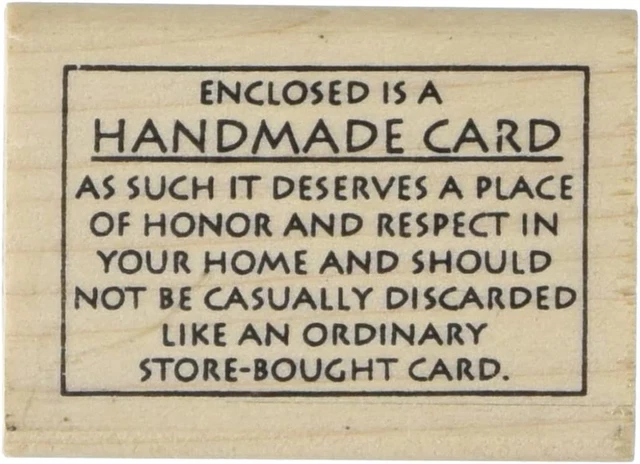 ENCLOSED IS A
HANDMADE CARD
AS SUCH IT DESERVES A PLACE
OF HONOR AND RESPECT IN
YOUR HOME AND SHOULD
NOT BE CASUALLY DISCARDED
LIKE AN ORDINARY
STORE-BOUGHT CARD.